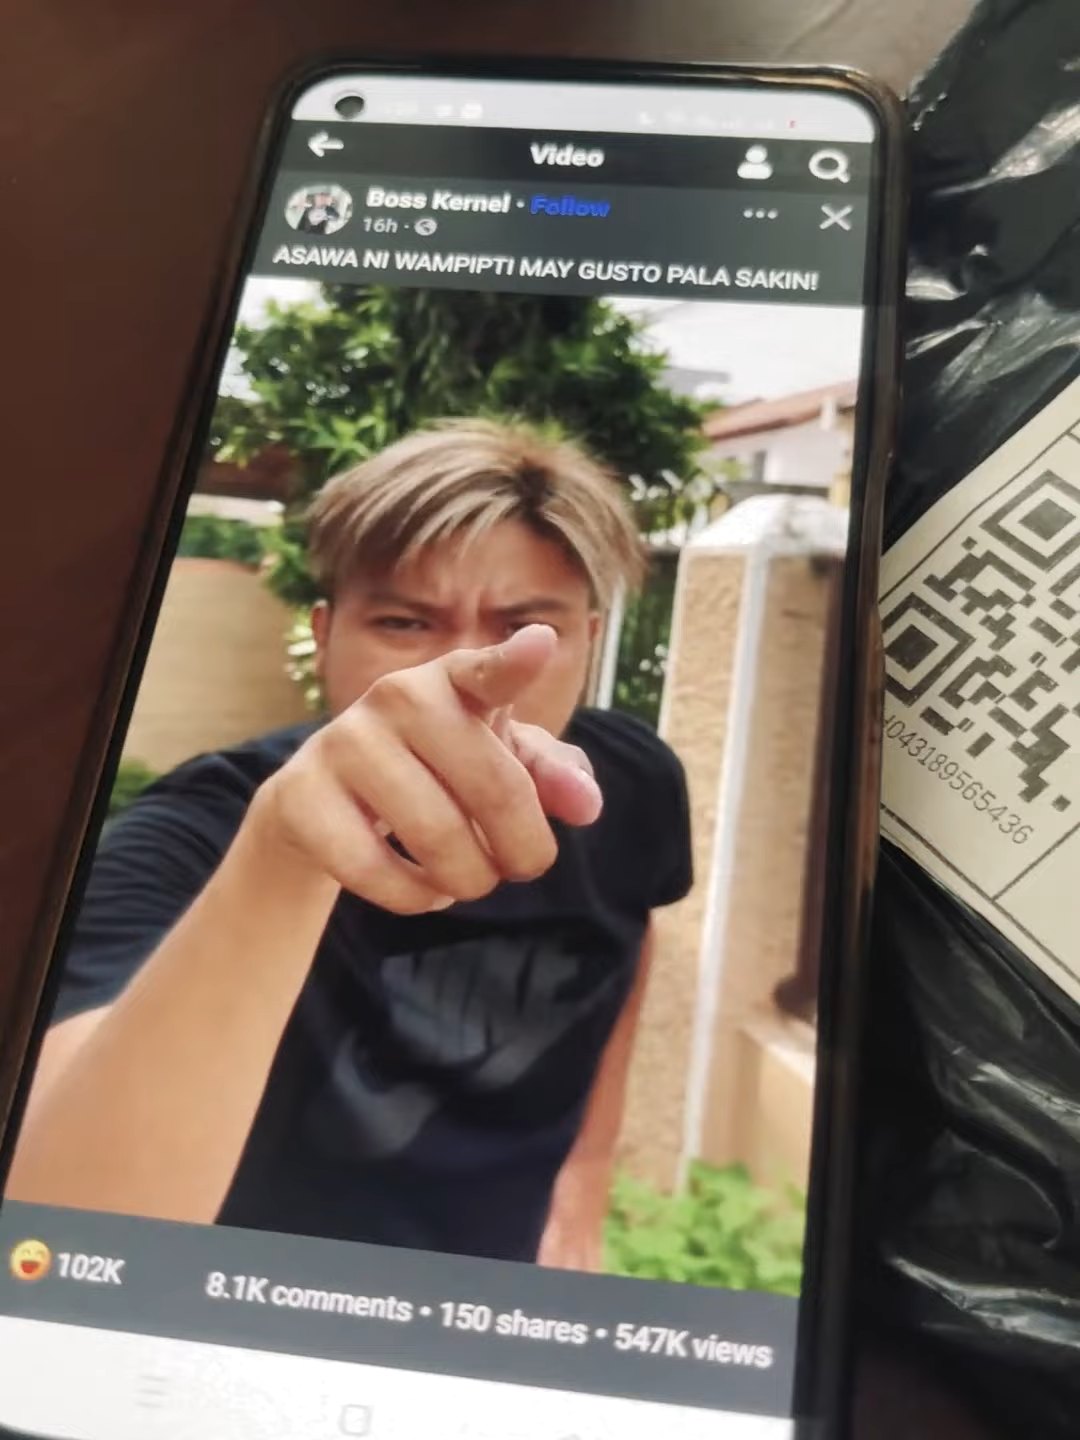 Video
Boss Kernel • Follow
16h •
ASAWA NI WAMPIPTI MAY GUSTO PALA SAKIN!
102K
8.1K comments • 150 shares • 547K views
043189565436